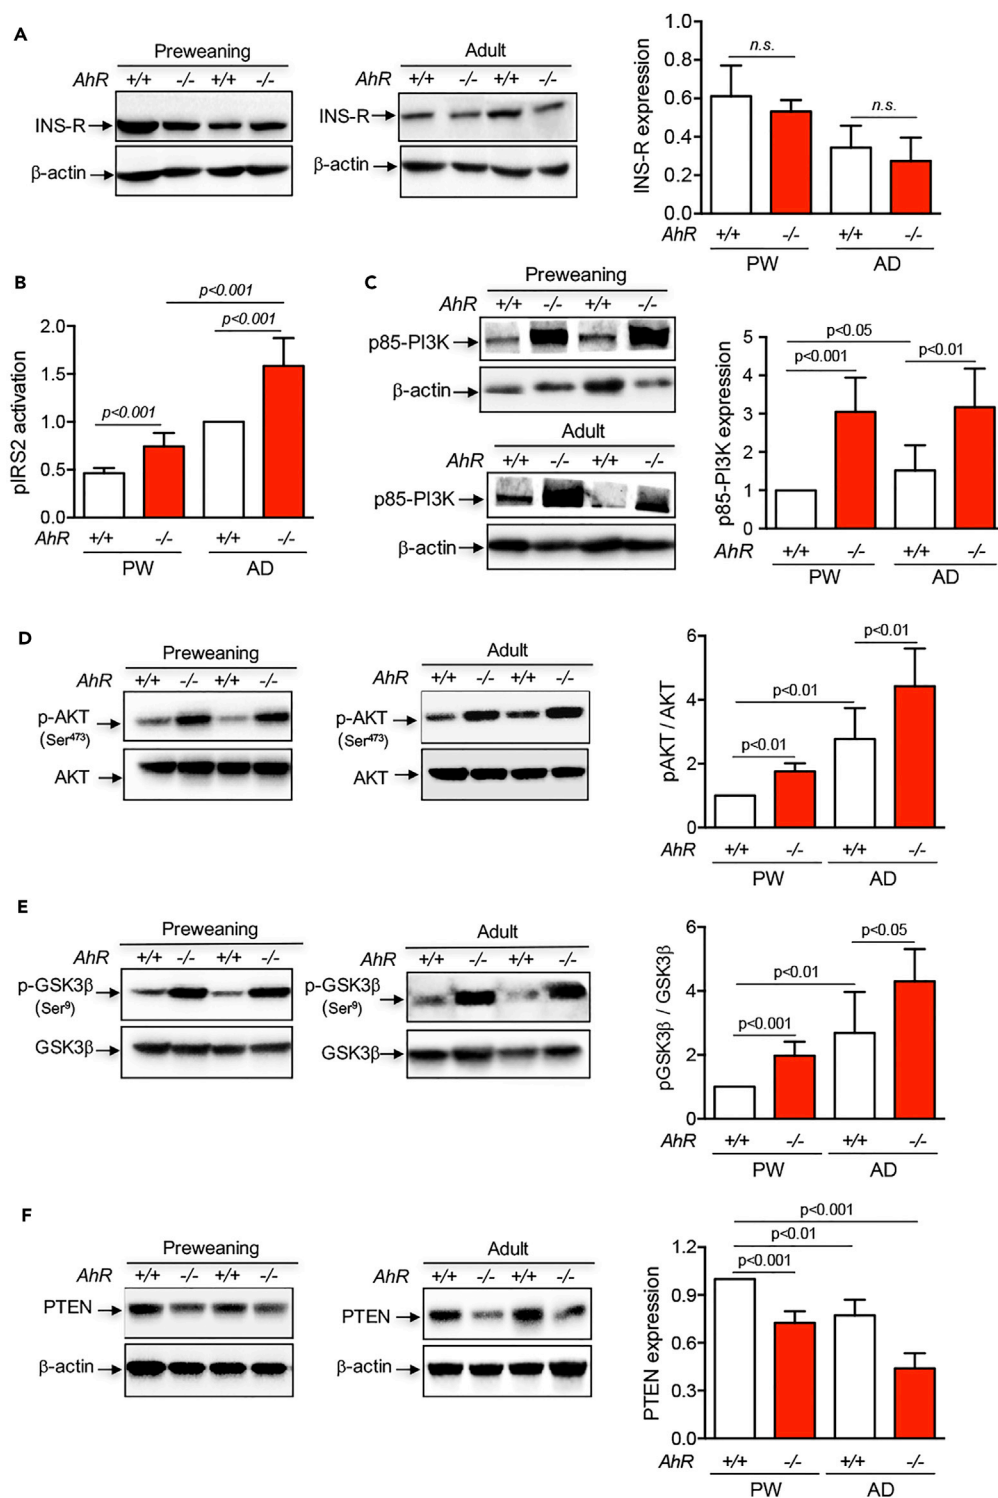 A
Preweaning
AhR +/+ -/- +/+ -/-
INS-R
β-actin
Adult
AhR +/+ -/- +/+ -/-
INS-R
β-actin
INS-R expression
1.0
0.8
0.6
0.4
0.2
0.0
n.s.
n.s.
AhR +/+ -/- +/+ -/-
PW AD
B
pIRS2 activation
2.0
1.5
1.0
0.5
0.0
p<0.001
p<0.001
p<0.001
AhR +/+ -/- +/+ -/-
PW AD
C
Preweaning
AhR +/+ -/- +/+ -/-
p85-PI3K
β-actin
Adult
AhR +/+ -/- +/+ -/-
p85-PI3K
β-actin
p85-PI3K expression
5
4
3
2
1
0
p<0.05
p<0.001 p<0.01
AhR +/+ -/- +/+ -/-
PW AD
D
Preweaning
AhR +/+ -/- +/+ -/-
p-AKT
(Ser473)
AKT
Adult
AhR +/+ -/- +/+ -/-
p-AKT
(Ser473)
AKT
pAKT / AKT
6
4
2
0
p<0.01
p<0.01
p<0.01
AhR +/+ -/- +/+ -/-
PW AD
E
Preweaning
AhR +/+ -/- +/+ -/-
p-GSK3β
(Ser9)
GSK3β
Adult
AhR +/+ -/- +/+ -/-
p-GSK3β
(Ser9)
GSK3β
pGSK3β / GSK3β
6
4
2
0
p<0.05
p<0.01
p<0.001
AhR +/+ -/- +/+ -/-
PW AD
F
Preweaning
AhR +/+ -/- +/+ -/-
PTEN
β-actin
Adult
AhR +/+ -/- +/+ -/-
PTEN
β-actin
PTEN expression
1.2
0.9
0.6
0.3
0.0
p<0.001
p<0.01
p<0.001
AhR +/+ -/- +/+ -/-
PW AD